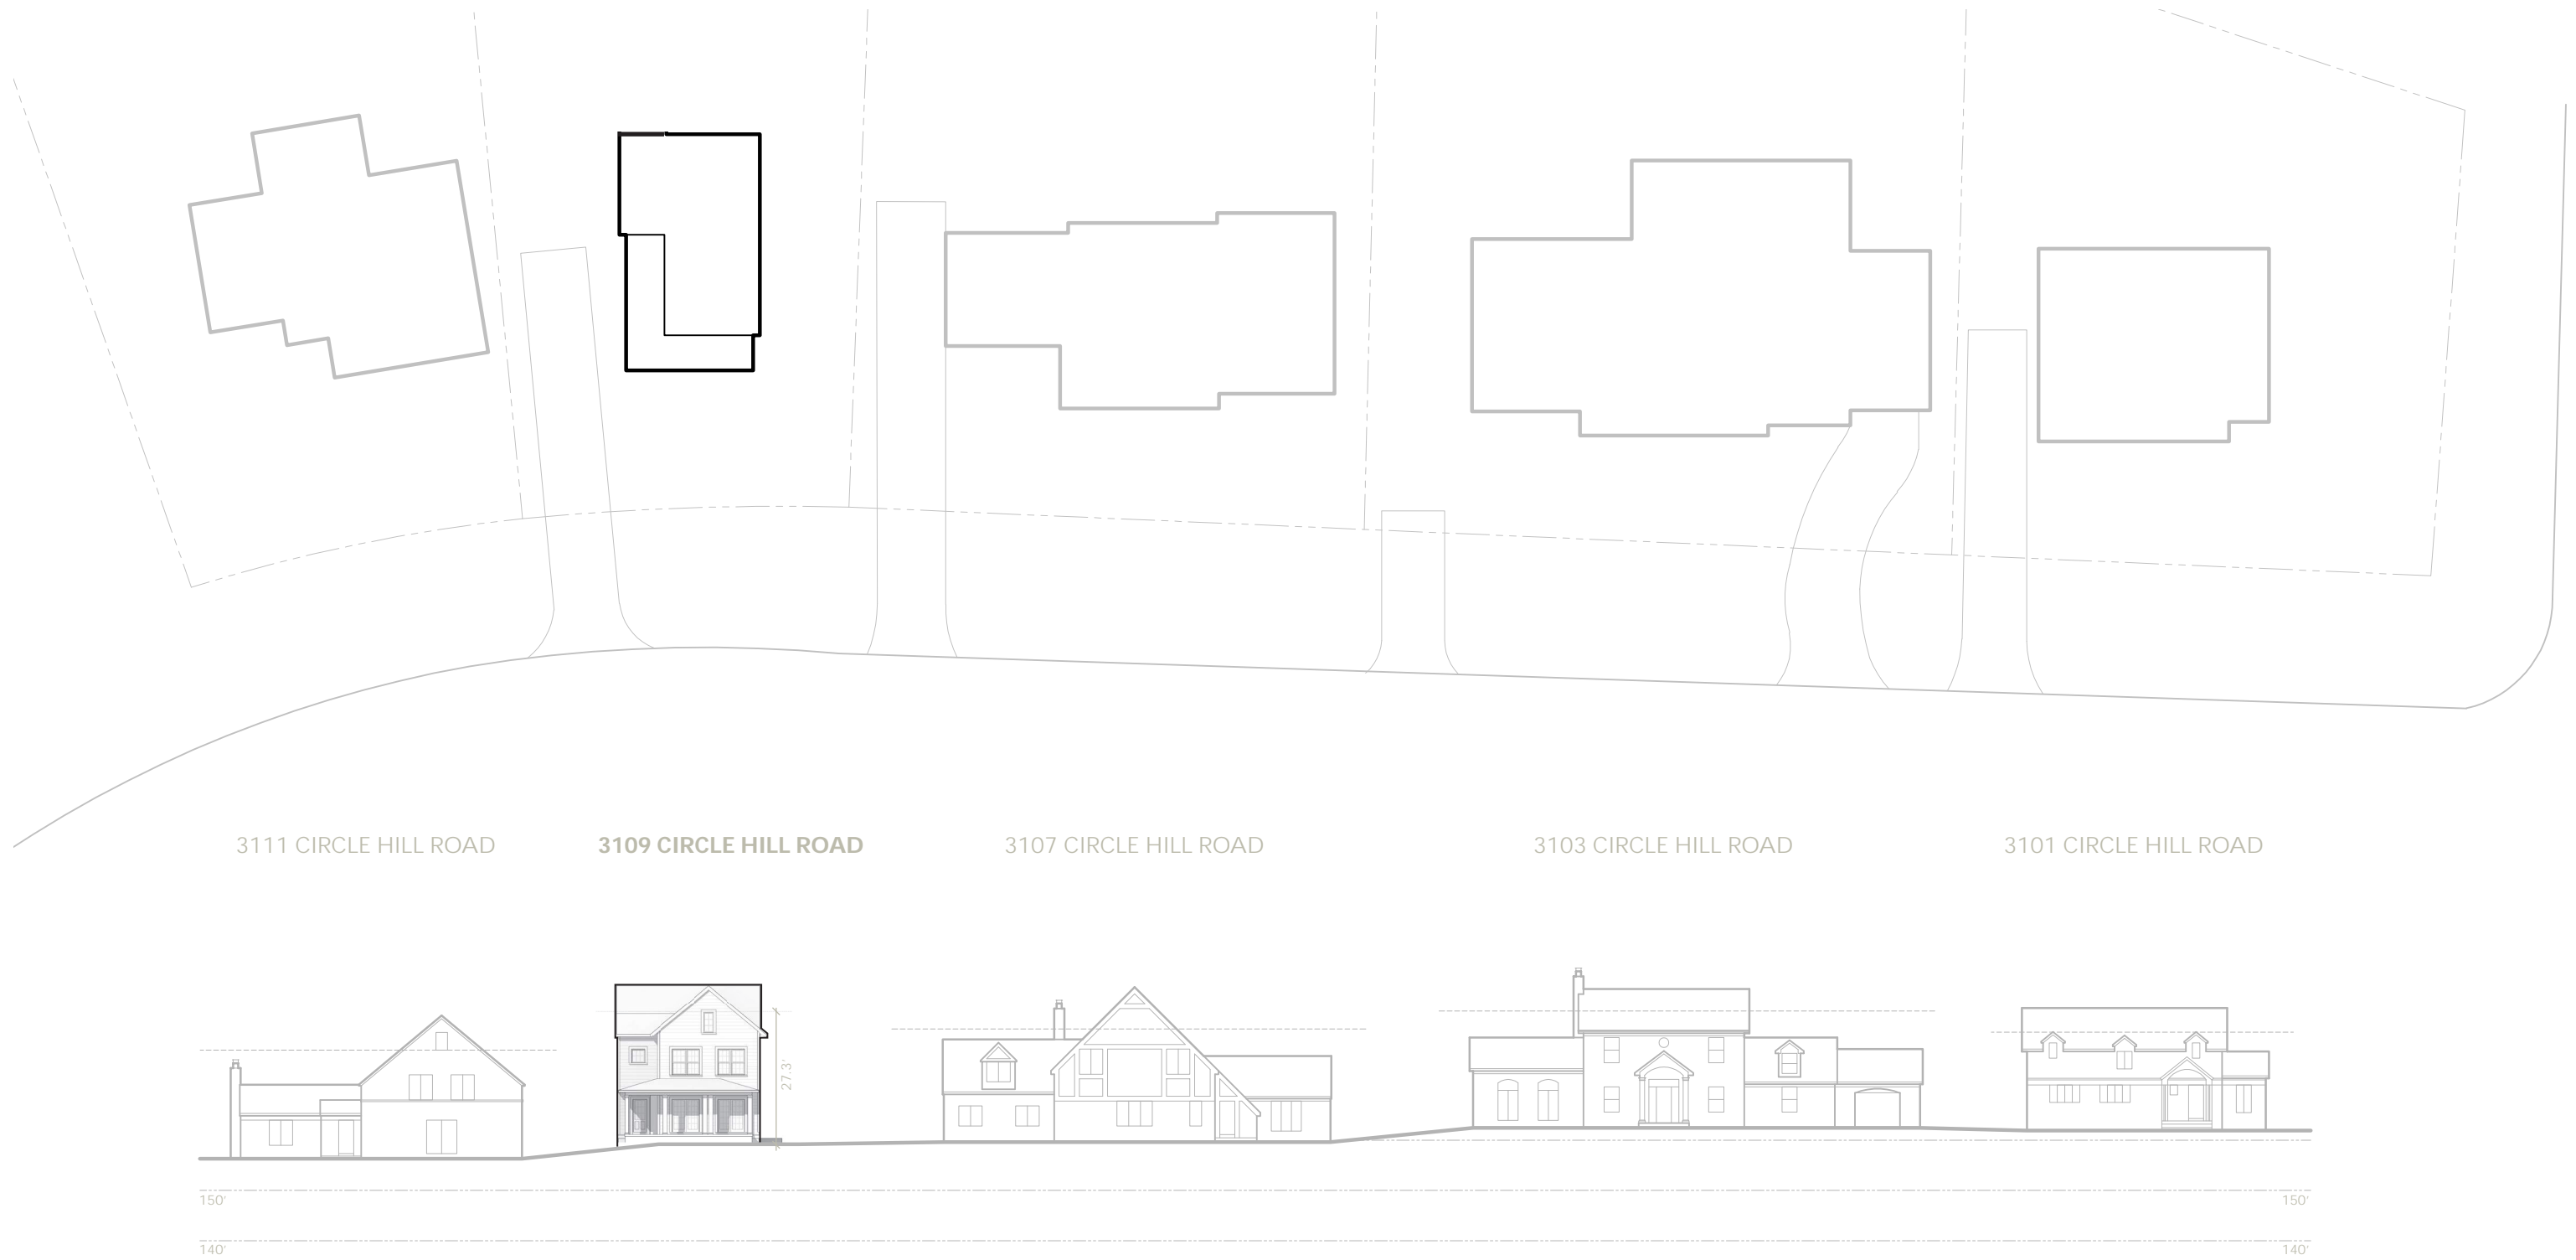 3111 CIRCLE HILL ROAD
3109 CIRCLE HILL ROAD
3107 CIRCLE HILL ROAD
3103 CIRCLE HILL ROAD
3101 CIRCLE HILL ROAD
27.3'
150'
150'
140'
140'